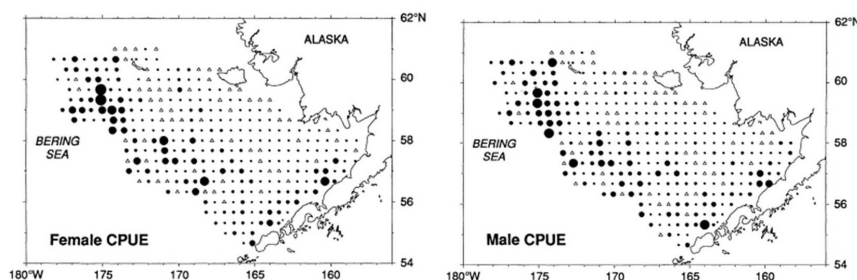 62°N
ALASKA
60
BERING
SEA
58
56
Female CPUE
54
180°W
175
170
165
160
62°N
ALASKA
60
BERING
SEA
58
56
Male CPUE
54
180°W
175
170
165
160